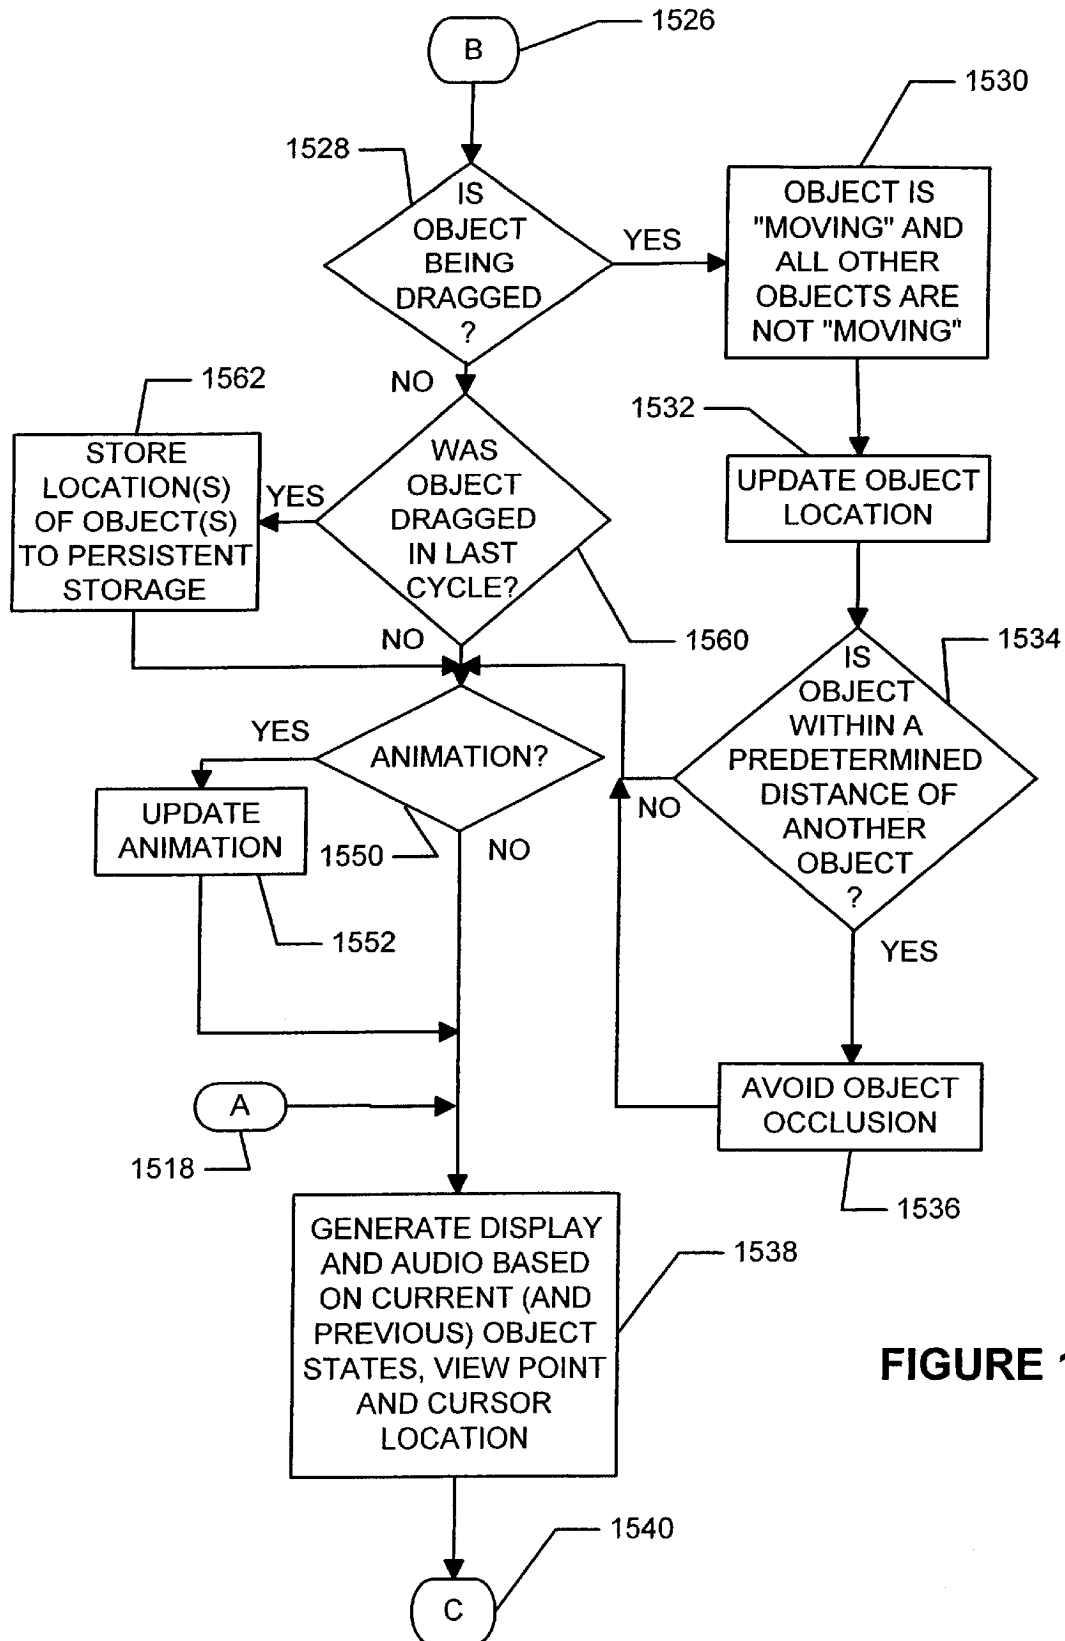 B
1526
1528
IS
OBJECT
BEING
DRAGGED
?
YES
1530
OBJECT IS
"MOVING" AND
ALL OTHER
OBJECTS ARE
NOT "MOVING"
NO
1562
STORE
LOCATION(S)
OF OBJECT(S)
TO PERSISTENT
STORAGE
YES
WAS
OBJECT
DRAGGED
IN LAST
CYCLE?
1560
NO
1532
UPDATE OBJECT
LOCATION
1534
IS
OBJECT
WITHIN A
PREDETERMINED
DISTANCE OF
ANOTHER
OBJECT
?
NO
YES
YES
ANIMATION?
UPDATE
ANIMATION
1550
NO
1552
AVOID OBJECT
OCCLUSION
1536
A
1518
GENERATE DISPLAY
AND AUDIO BASED
ON CURRENT (AND
PREVIOUS) OBJECT
STATES, VIEW POINT
AND CURSOR
LOCATION
1538
FIGURE 1
C
1540